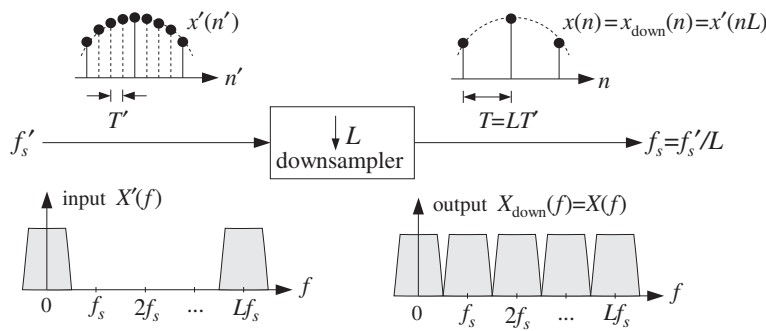 x′(n′)
x(n) = x_down(n) = x′(nL)
n′
n
T′
T=LT′
f_s′
↓ L
downsampler
f_s = f_s′/L
input X′(f)
output X_down(f)=X(f)
f
f
0 f_s 2f_s ... Lf_s
0 f_s 2f_s ... Lf_s